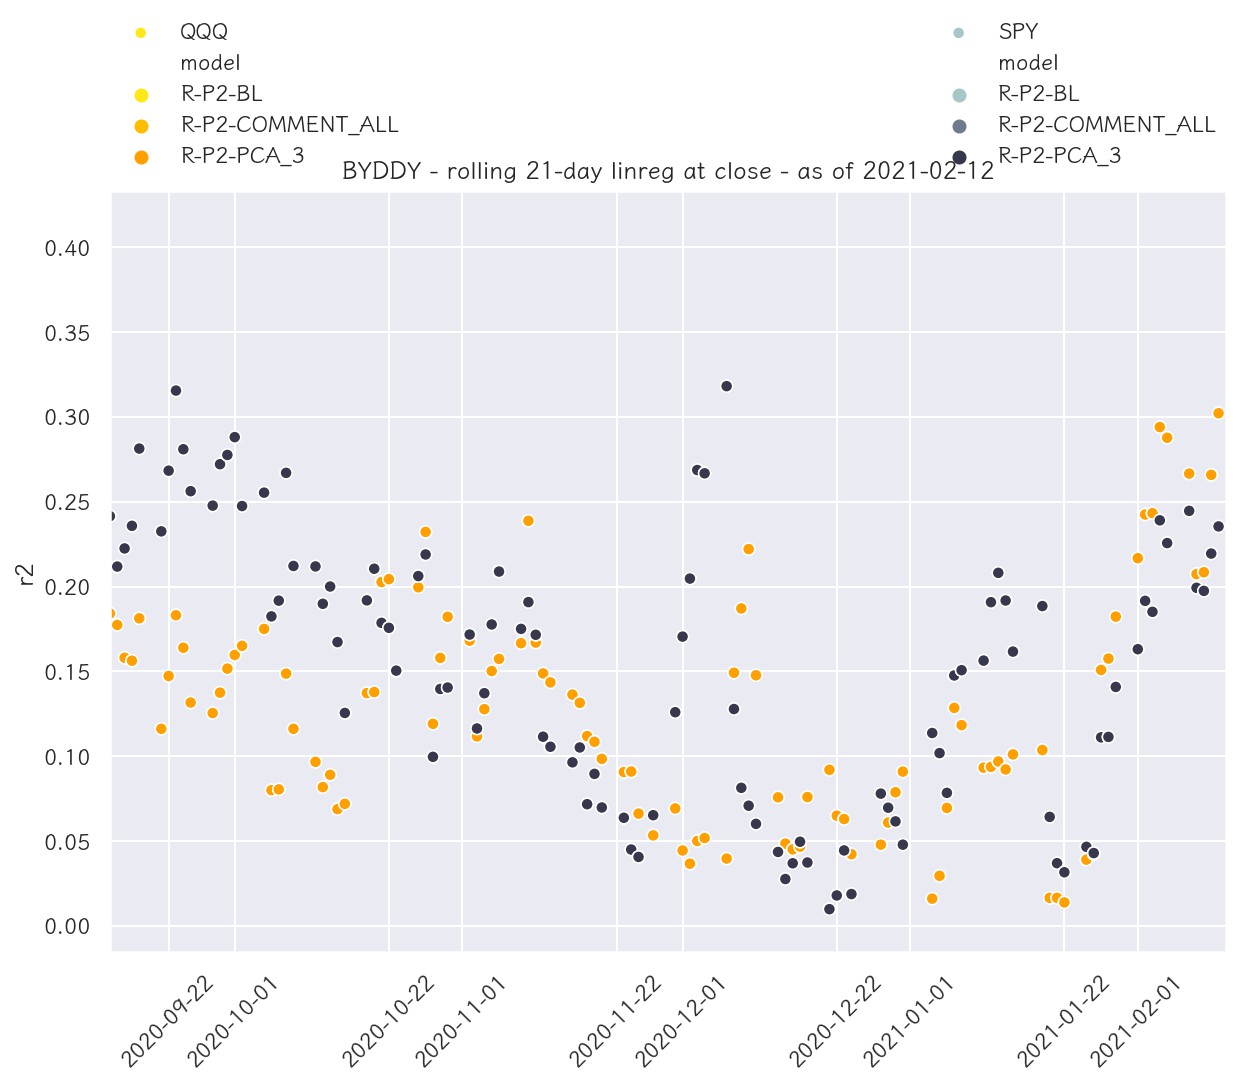 QQQ
model
R-P2-BL
R-P2-COMMENT_ALL
R-P2-PCA_3
SPY
model
R-P2-BL
R-P2-COMMENT_ALL
R-P2-PCA_3
BYDDY - rolling 21-day linreg at close - as of 2021-02-12
r2
0.40
0.35
0.30
0.25
0.20
0.15
0.10
0.05
0.00
2020-09-22
2020-10-01
2020-10-22
2020-11-01
2020-11-22
2020-12-01
2020-12-22
2021-01-01
2021-01-22
2021-02-01